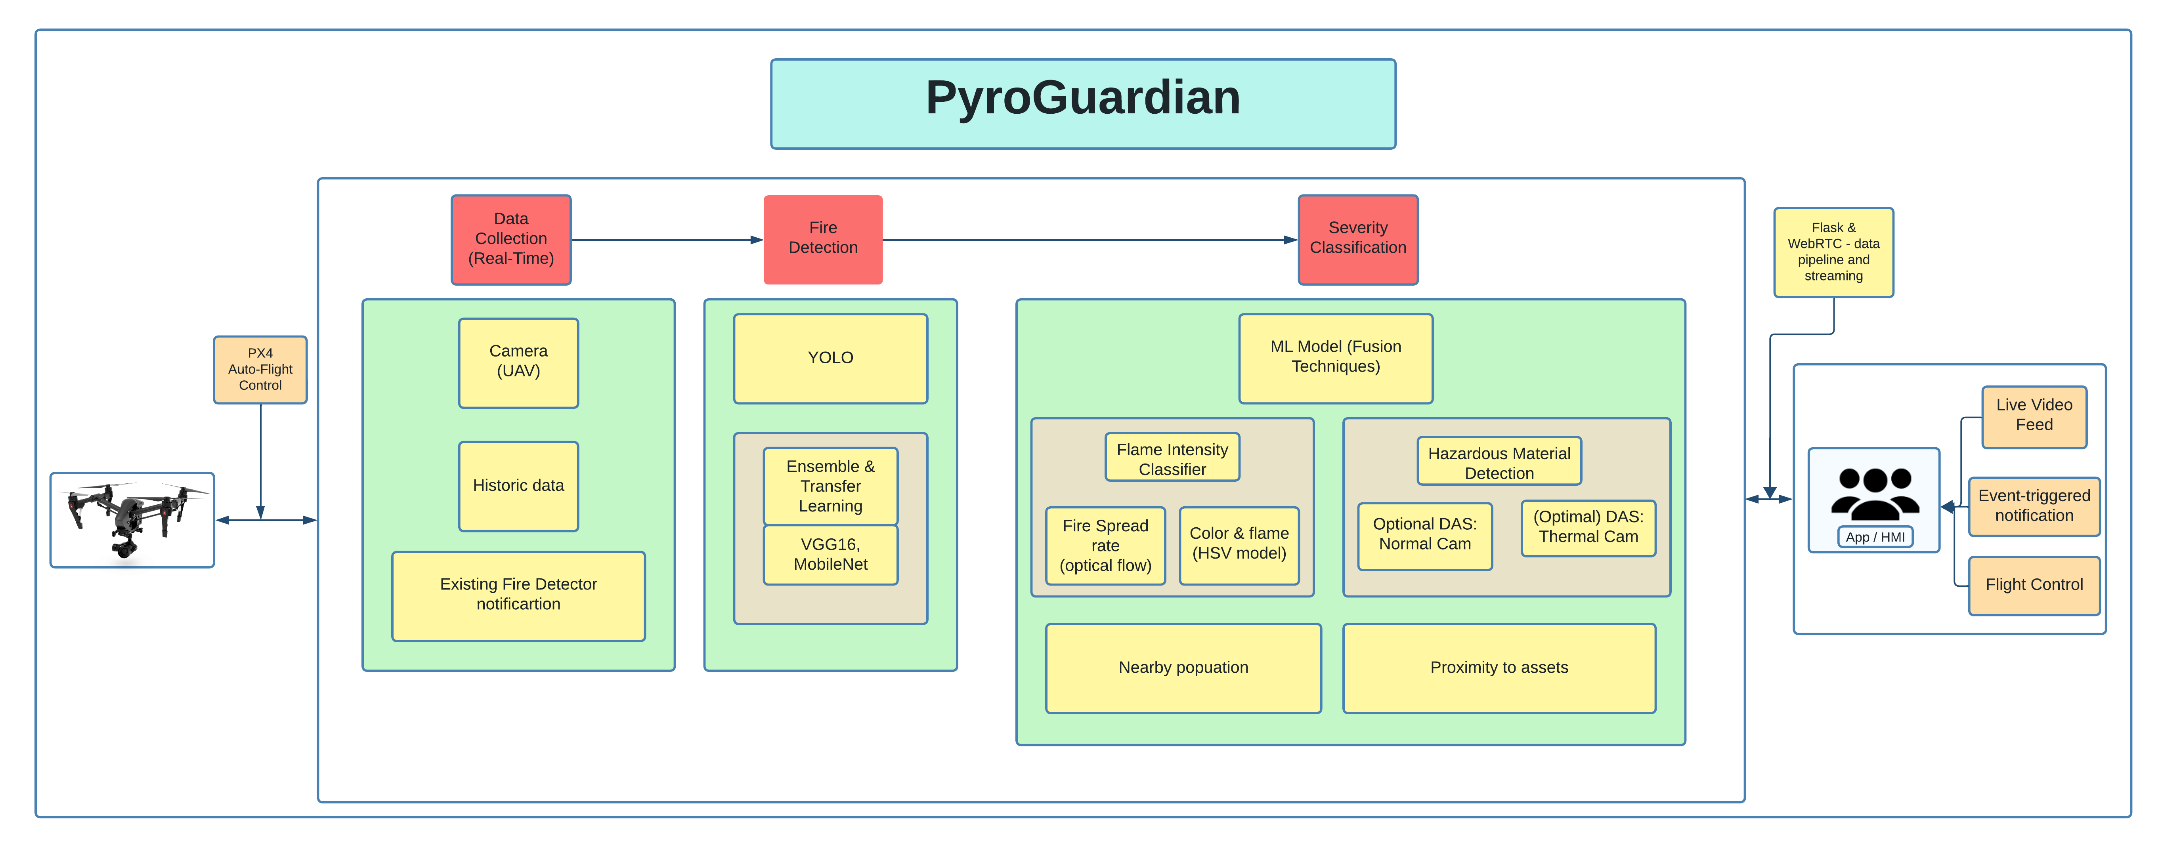 PyroGuardian
Data
Collection
(Real-Time)
Fire
Detection
Severity
Classification
Flask &
WebRTC - data
pipeline and
streaming
PX4
Auto-Flight
Control
Camera
(UAV)
Historic data
Existing Fire Detector
notificartion
YOLO
Ensemble &
Transfer
Learning
VGG16,
MobileNet
ML Model (Fusion
Techniques)
Flame Intensity
Classifier
Fire Spread
rate
(optical flow)
Color & flame
(HSV model)
Hazardous Material
Detection
Optional DAS:
Normal Cam
(Optimal) DAS:
Thermal Cam
Nearby popuation
Proximity to assets
App / HMI
Live Video
Feed
Event-triggered
notification
Flight Control